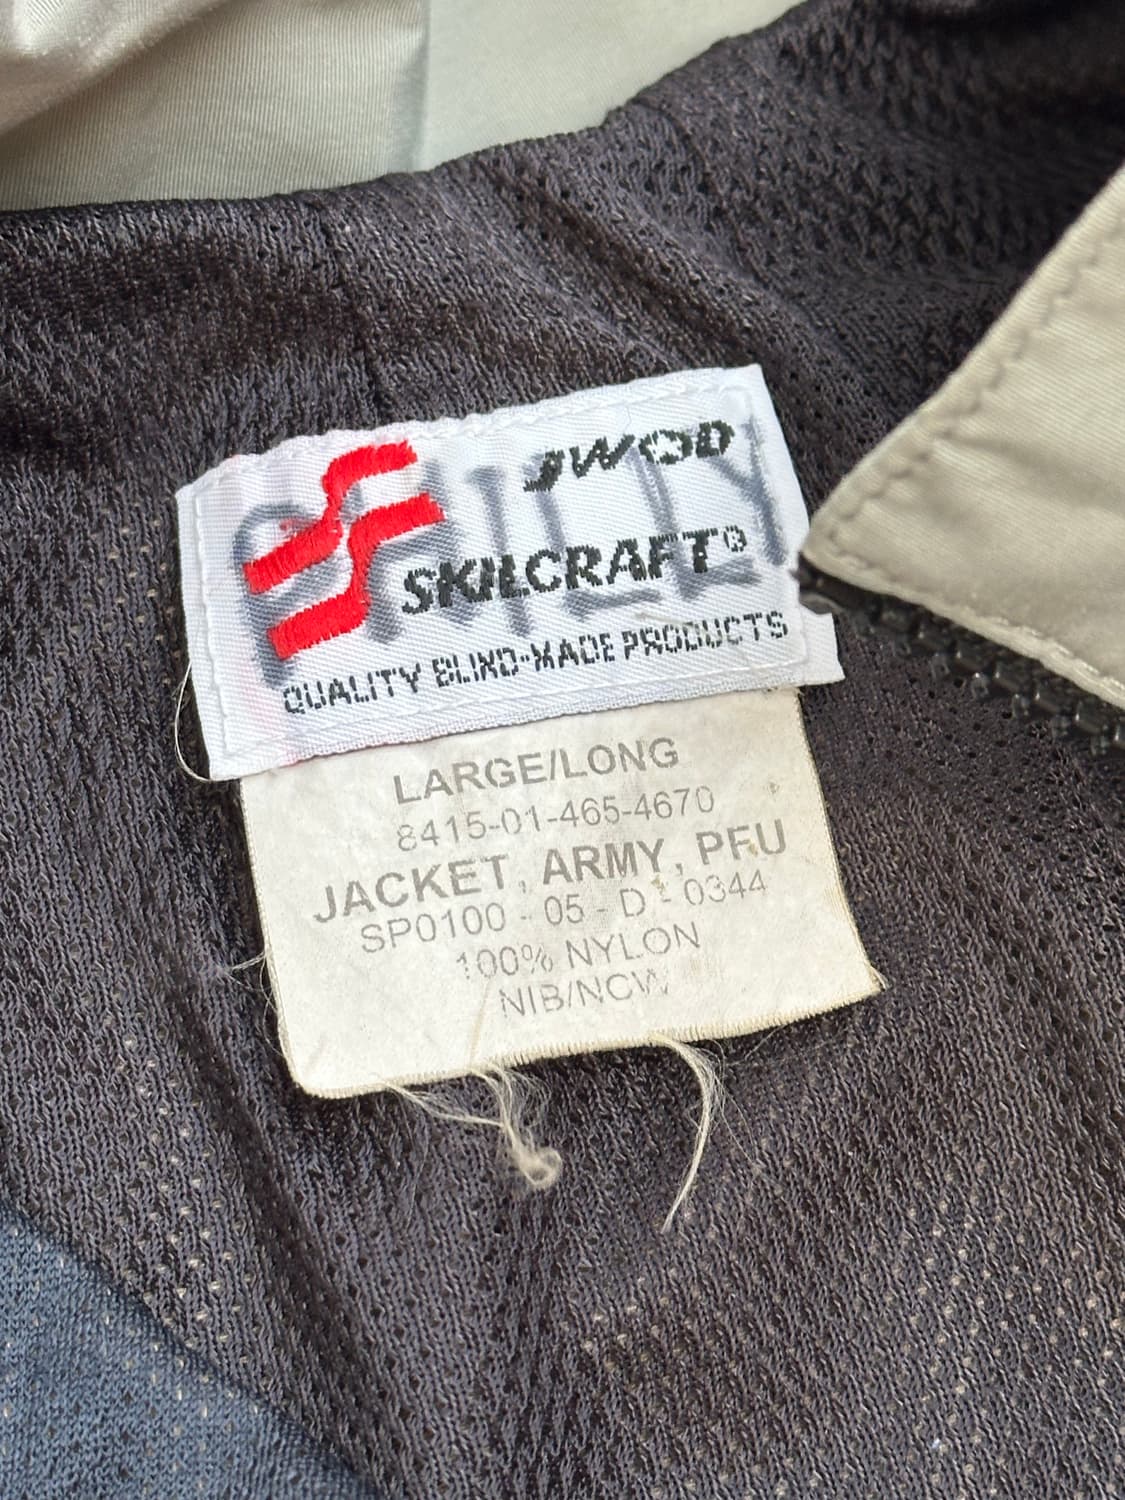 JWOD
SKILCRAFT®
QUALITY BLIND-MADE PRODUCTS
LARGE/LONG
8415-01-465-4670
JACKET, ARMY, PFU
SP0100 - 05 - D - 0344
100% NYLON
NIB/NCW